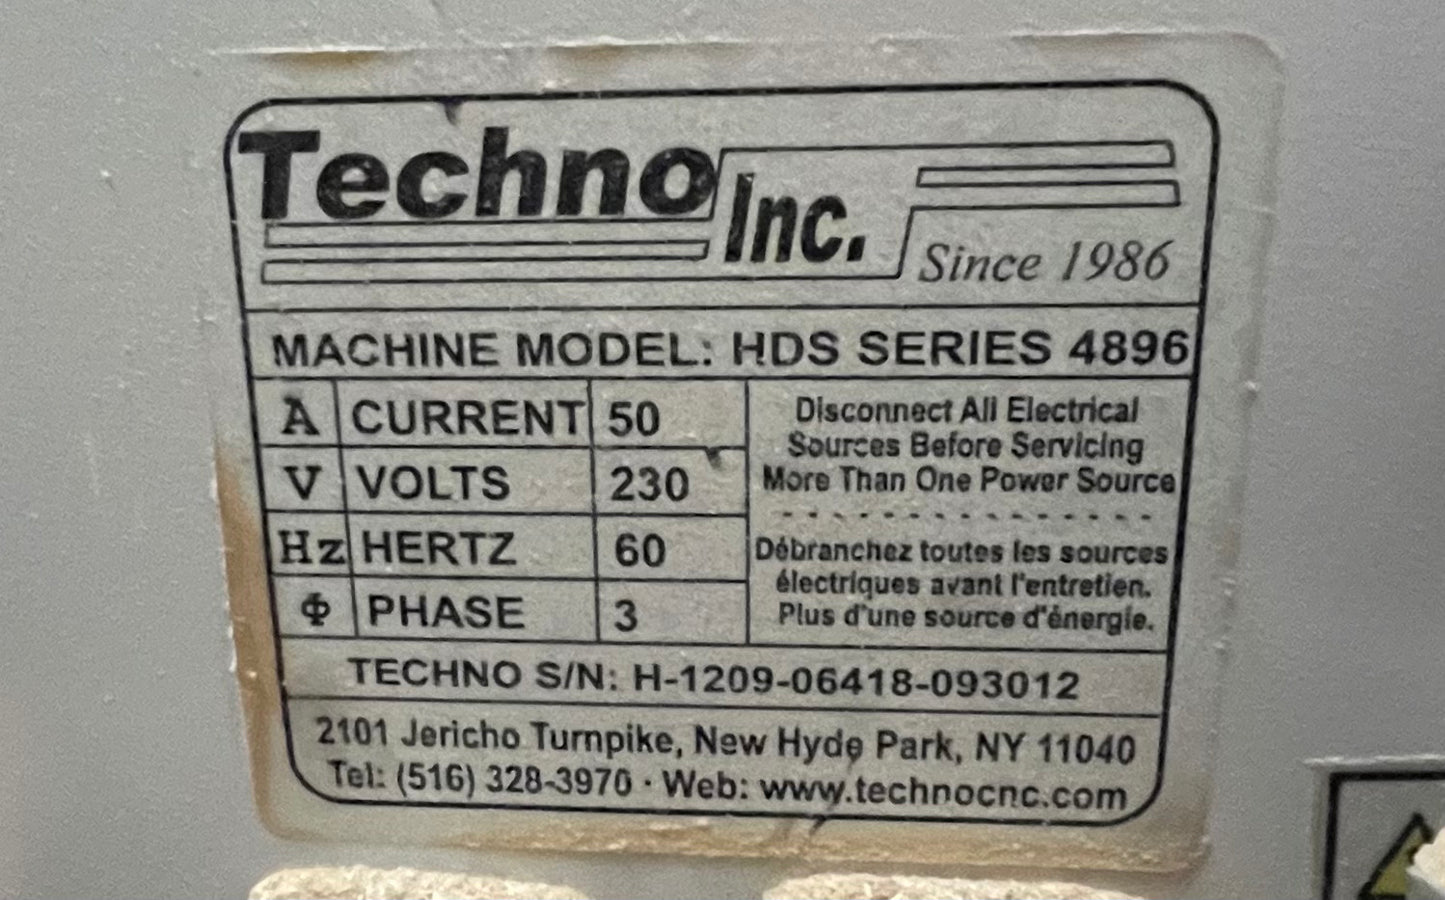 Techno Inc.
Since 1986
MACHINE MODEL: HDS SERIES 4896
A CURRENT 50
V VOLTS 230
Hz HERTZ 60
Φ PHASE 3
Disconnect All Electrical
Sources Before Servicing
More Than One Power Source
- - - - - - - - - - - - - - - -
Débranchez toutes les sources
électriques avant l'entretien.
Plus d'une source d'énergie.
TECHNO S/N: H-1209-06418-093012
2101 Jericho Turnpike, New Hyde Park, NY 11040
Tel: (516) 328-3970 · Web: www.technocnc.com